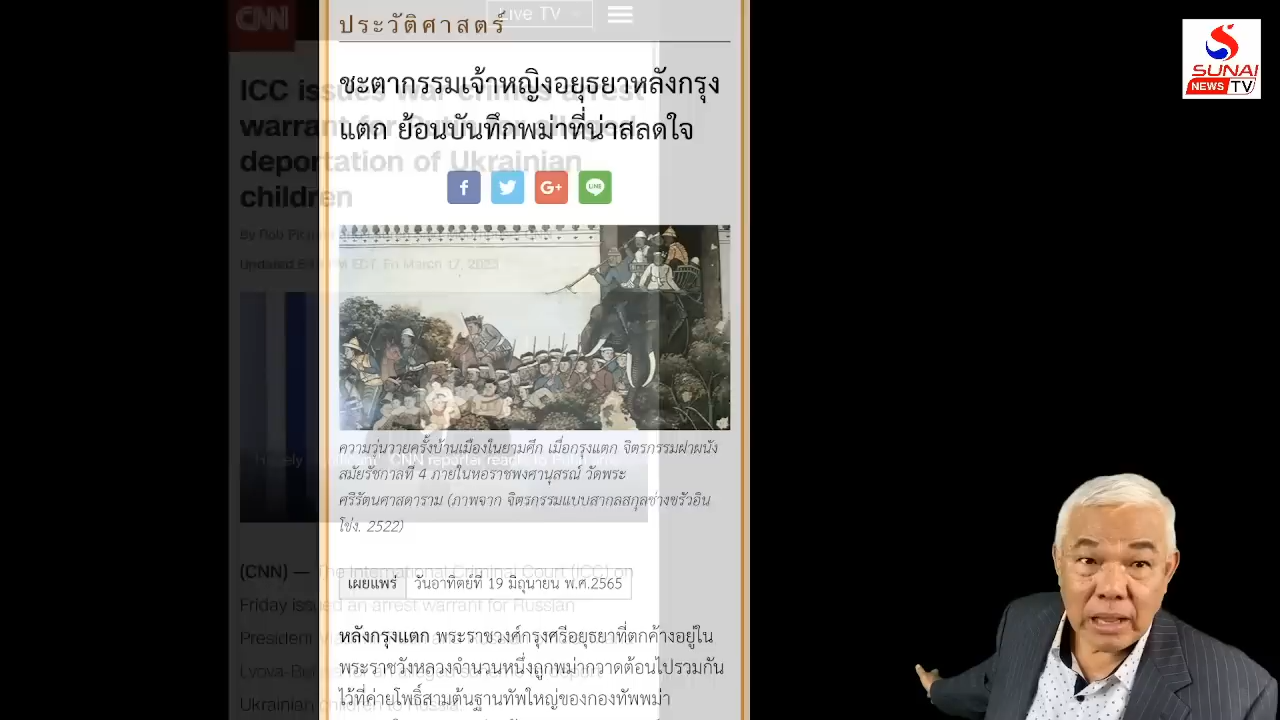 CNN
Live TV
SUNAI
NEWS TV
ประวัติศาสตร์
ชะตากรรมเจ้าหญิงอยุธยาหลังกรุง
แตก ย้อนบันทึกพม่าที่น่าสลดใจ
ICC issues war crimes arrest
warrant for Putin
deportation of Ukrainian
children
By Rob
Updated EDT, Fri March 17, 2023
ความวุ่นวายครั้งบ้านเมืองในยามศึก เมื่อกรุงแตก จิตรกรรมฝาผนัง
สมัยรัชกาลที่ 4 ภายในหอราชพงศานุสรณ์ วัดพระ
ศรีรัตนศาสดาราม (ภาพจาก จิตรกรรมแบบสากลสกุลช่างขรัวอิน
โข่ง. 2522)
CNN reporter
เผยแพร่ วันอาทิตย์ที่ 19 มิถุนายน พ.ศ.2565
(CNN) — The International Criminal Court (ICC) on
Friday issued an arrest warrant for Russian
President
Ukrainian children to Russia.
หลังกรุงแตก พระราชวงศ์กรุงศรีอยุธยาที่ตกค้างอยู่ใน
พระราชวังหลวงจำนวนหนึ่งถูกพม่ากวาดต้อนไปรวมกัน
ไว้ที่ค่ายโพธิ์สามต้นฐานทัพใหญ่ของกองทัพพม่า